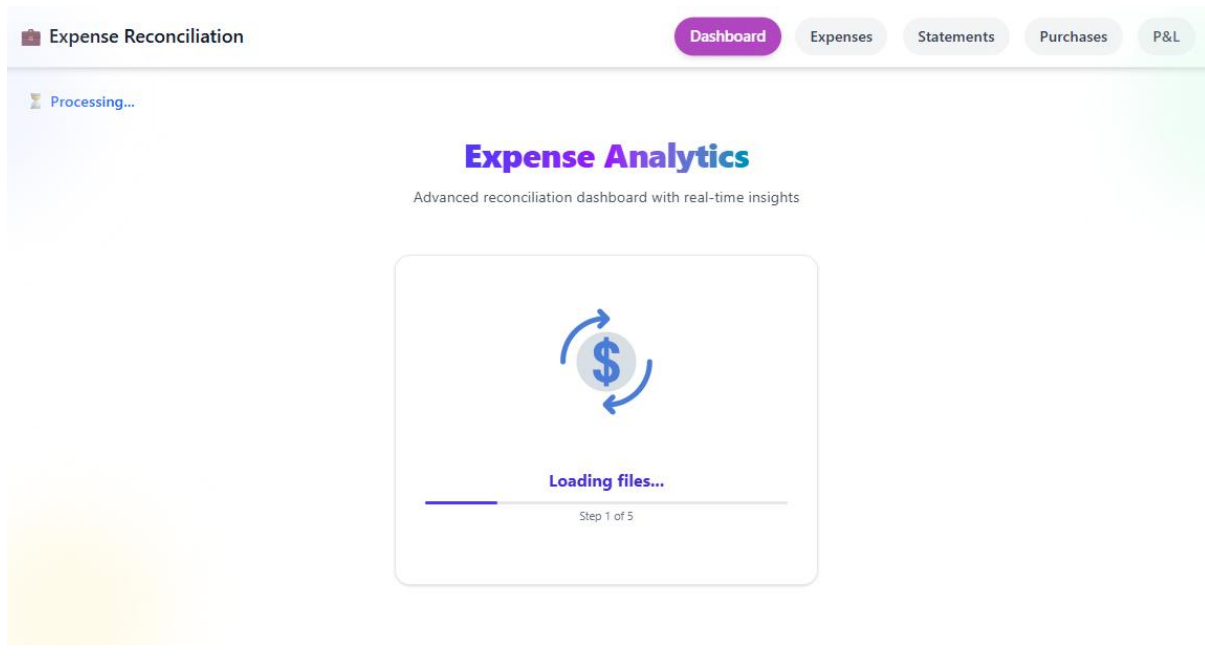 💼 Expense Reconciliation
Dashboard Expenses Statements Purchases P&L
⏳ Processing...
Expense Analytics
Advanced reconciliation dashboard with real-time insights
$
Loading files...
Step 1 of 5